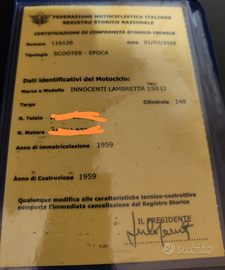 FEDERAZIONE MOTOCICLISTICA ITALIANA
REGISTRO STORICO NAZIONALE
CERTIFICAZIONE DI CONFORMITÀ STORICO-TECNICA
Numero 116126 Data 01/03/2010
Tipologia SCOOTER - EPOCA
Dati identificativi del Motociclo:
Marca e Modello INNOCENTI LAMBRETTA 150 LI
Targa Cilindrata 148
N. Telaio
N. Motore
Anno di immatricolazione 1959
Anno di Costruzione 1959
Qualunque modifica alle caratteristiche tecnico-costruttive
comporta l'immediata cancellazione dal Registro Storico
IL PRESIDENTE
subito